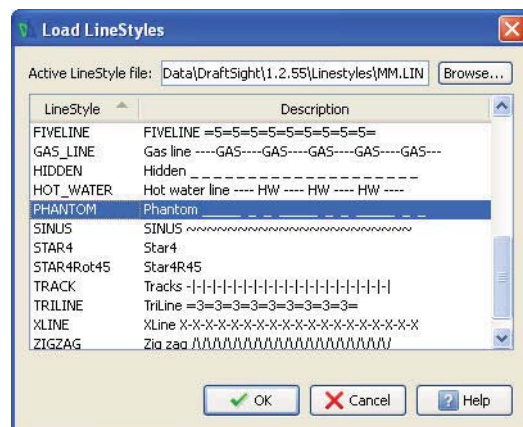 Load LineStyles
Active LineStyle file: Data\DraftSight\1.2.55\Linestyles\MM.LIN Browse...
LineStyle Description
FIVELINE FIVELINE =5=5=5=5=5=5=5=5=5=
GAS_LINE Gas line ----GAS----GAS----GAS----GAS----GAS---
HIDDEN Hidden _ _ _ _ _ _ _ _ _ _ _ _ _ _ _ _ _ _ _
HOT_WATER Hot water line ---- HW ---- HW ---- HW ----
PHANTOM Phantom _____ _ _ _____ _ _ _____ _ _
SINUS SINUS ~~~~~~~~~~~~~~~~~~~~~~~~~~
STAR4 Star4
STAR4Rot45 Star4R45
TRACK Tracks -|-|-|-|-|-|-|-|-|-|-|-|-|-|-|-|-|-|-|-|
TRILINE TriLine =3=3=3=3=3=3=3=3=3=
XLINE XLine X-X-X-X-X-X-X-X-X-X-X-X-X-X-X-X-X-X-X
ZIGZAG Zig zag /\/\/\/\/\/\/\/\/\/\/\/\/\/\/\/\/\/\/\/
OK Cancel Help